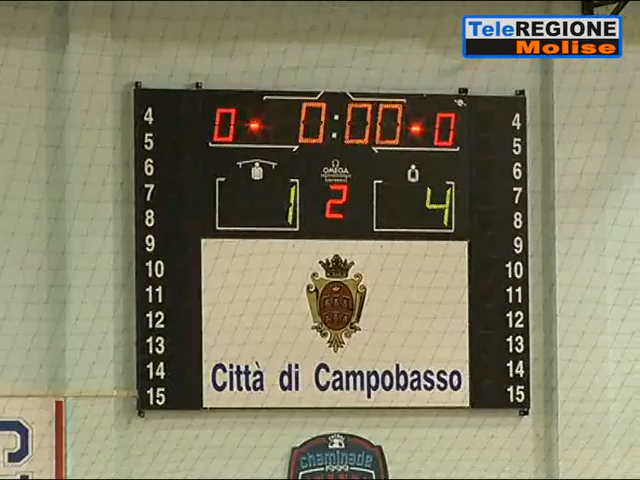 TeleREGIONE
Molise
4 0 0:00 0 4
5 5
6 OMEGA 6
7 1 2 4 7
8 8
9 9
10 10
11 11
12 12
13 13
14 Città di Campobasso 14
15 15
chaminade
1999